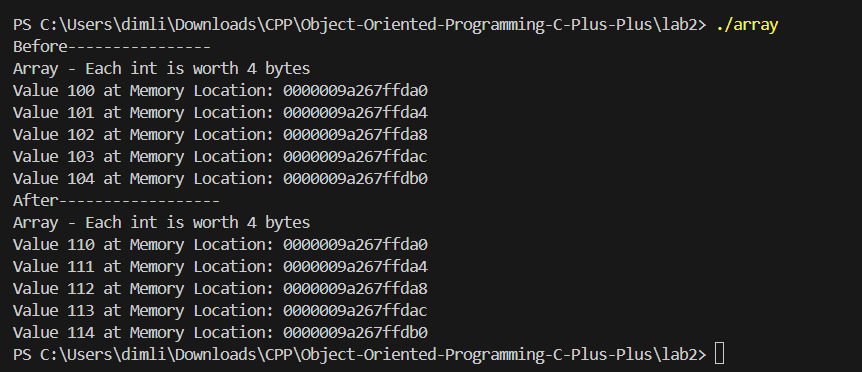 PS C:\Users\dimli\Downloads\CPP\Object-Oriented-Programming-C-Plus-Plus\lab2> ./array
Before----------------
Array - Each int is worth 4 bytes
Value 100 at Memory Location: 0000009a267ffda0
Value 101 at Memory Location: 0000009a267ffda4
Value 102 at Memory Location: 0000009a267ffda8
Value 103 at Memory Location: 0000009a267ffdac
Value 104 at Memory Location: 0000009a267ffdb0
After------------------
Array - Each int is worth 4 bytes
Value 110 at Memory Location: 0000009a267ffda0
Value 111 at Memory Location: 0000009a267ffda4
Value 112 at Memory Location: 0000009a267ffda8
Value 113 at Memory Location: 0000009a267ffdac
Value 114 at Memory Location: 0000009a267ffdb0
PS C:\Users\dimli\Downloads\CPP\Object-Oriented-Programming-C-Plus-Plus\lab2>